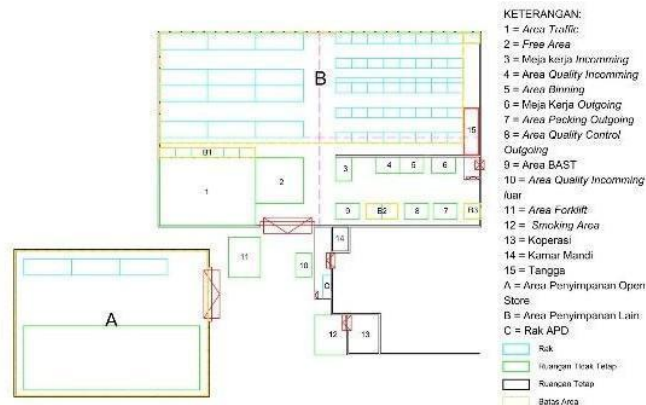 B
15
B1
1
2
3
4
5
6
9
B2
8
7
B3
14
11
10
C
12
13
A
KETERANGAN:
1 = Area Traffic
2 = Free Area
3 = Meja kerja Incomming
4 = Area Quality Incomming
5 = Area Binning
6 = Meja Kerja Outgoing
7 = Area Packing Outgoing
8 = Area Quality Control
Outgoing
9 = Area BAST
10 = Area Quality Incomming
luar
11 = Area Forklift
12 = Smoking Area
13 = Koperasi
14 = Kamar Mandi
15 = Tangga
A = Area Penyimpanan Open
Store
B = Area Penyimpanan Lain
C = Rak APD
Rak
Ruangan Tidak Tetap
Ruangan Tetap
Batas Area